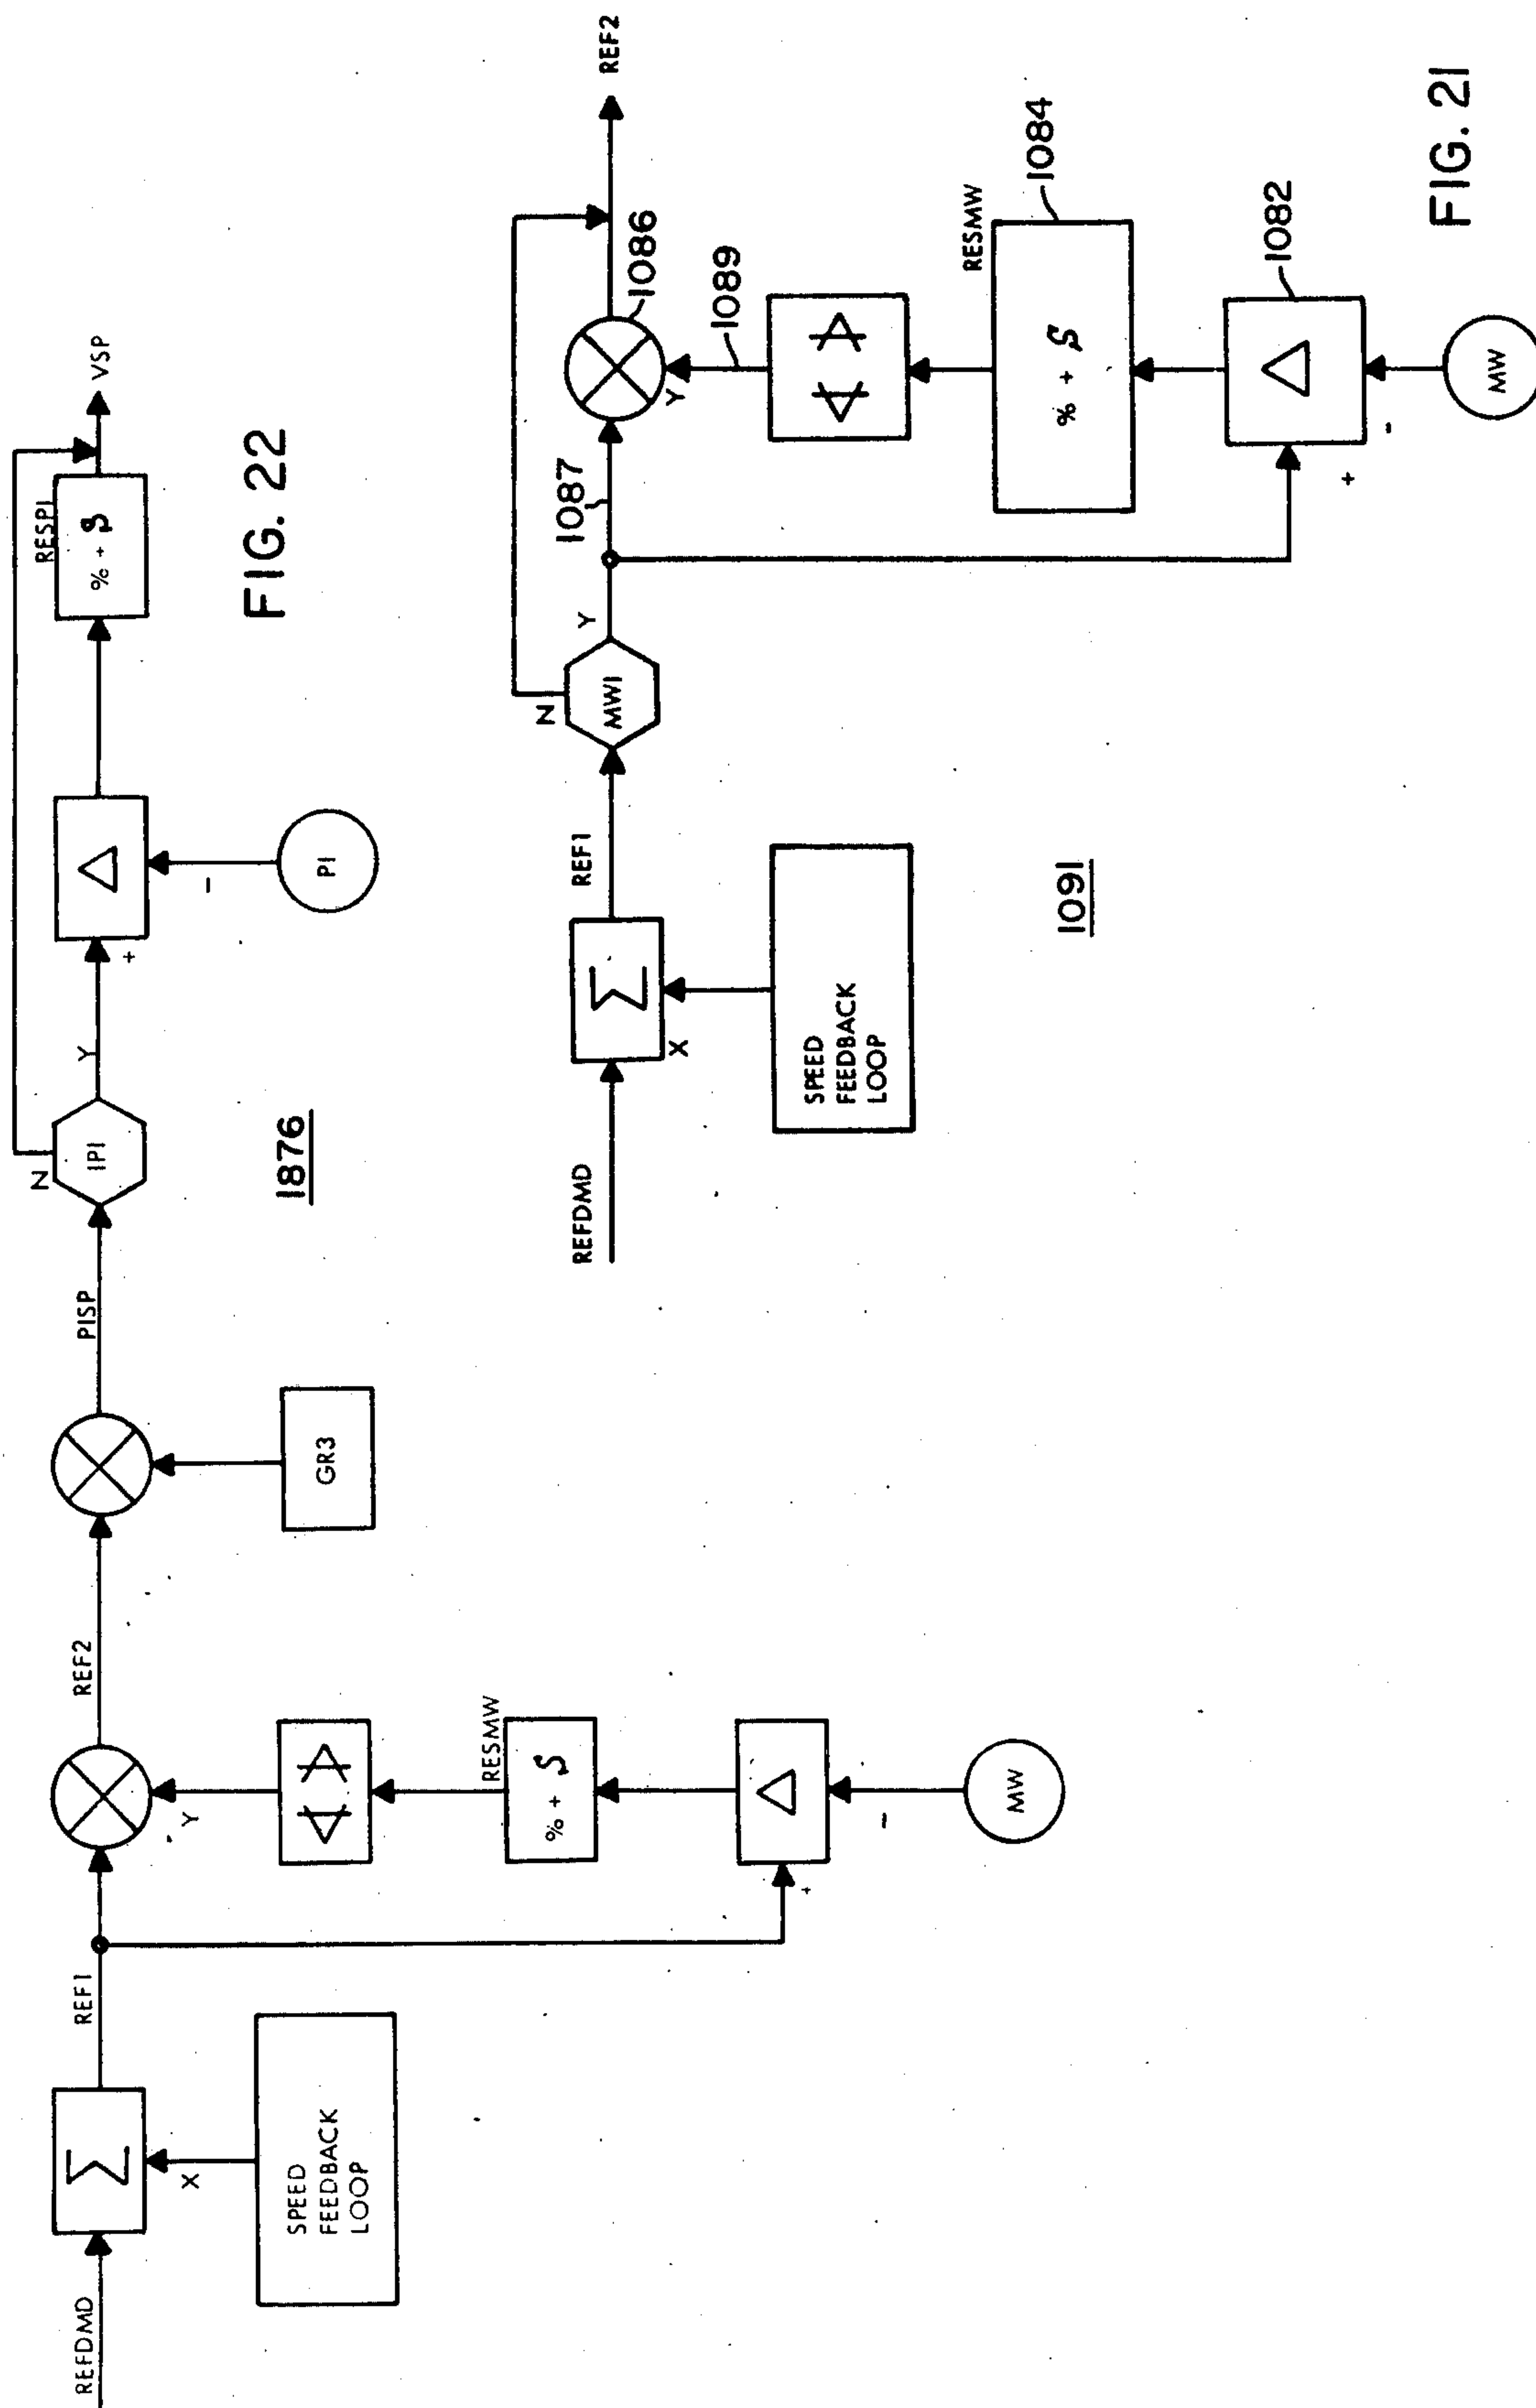 REFDMD
Σ
X
SPEED
FEEDBACK
LOOP
REF1
Y
RESMW
% + ∫
Δ
+
-
MW
REF2
GR3
PISP
1876
N
IPI
Y
+
Δ
-
PI
RESPI
% + ∫
VSP
FIG. 22
REFDMD
Σ
X
SPEED
FEEDBACK
LOOP
REF1
1091
N
MWI
Y
1087
1086
Y
1089
RESMW
% + ∫
1084
Δ
1082
+
-
MW
REF2
FIG. 21